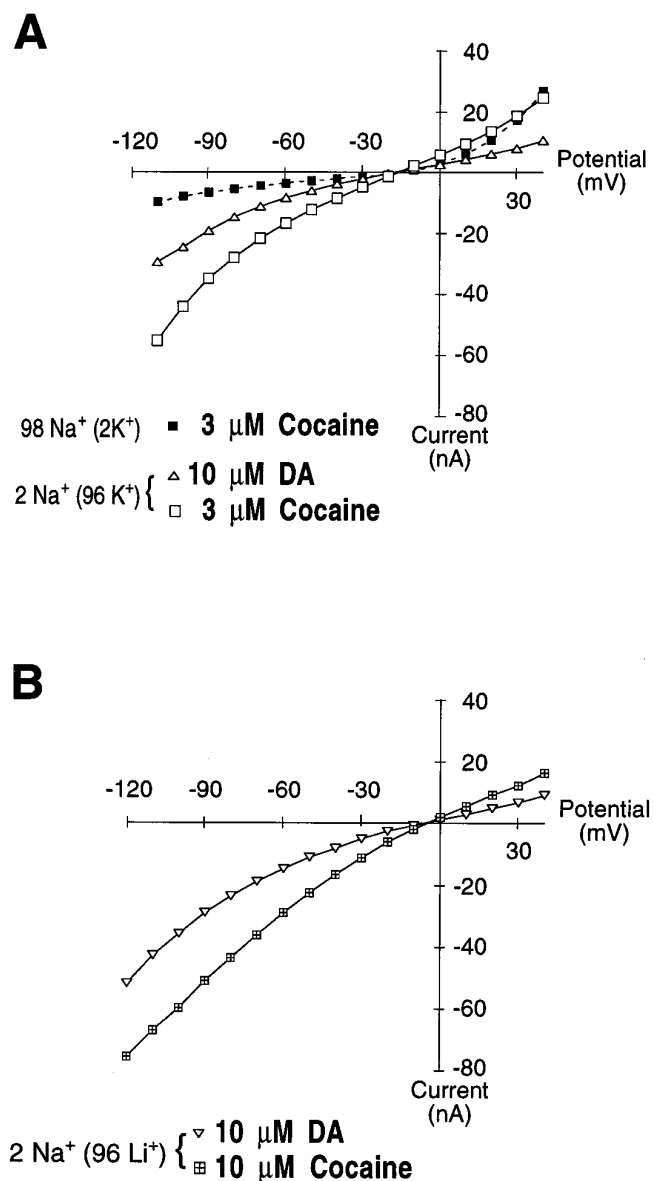 A
40
20
-120 -90 -60 -30
Potential
(mV)
30
-20
-40
-60
-80
Current
(nA)
98 Na⁺ (2K⁺) ■ 3 μM Cocaine
2 Na⁺ (96 K⁺) { △ 10 μM DA
□ 3 μM Cocaine
B
40
20
-120 -90 -60 -30
Potential
(mV)
30
-20
-40
-60
-80
Current
(nA)
2 Na⁺ (96 Li⁺) { ▽ 10 μM DA
⊞ 10 μM Cocaine